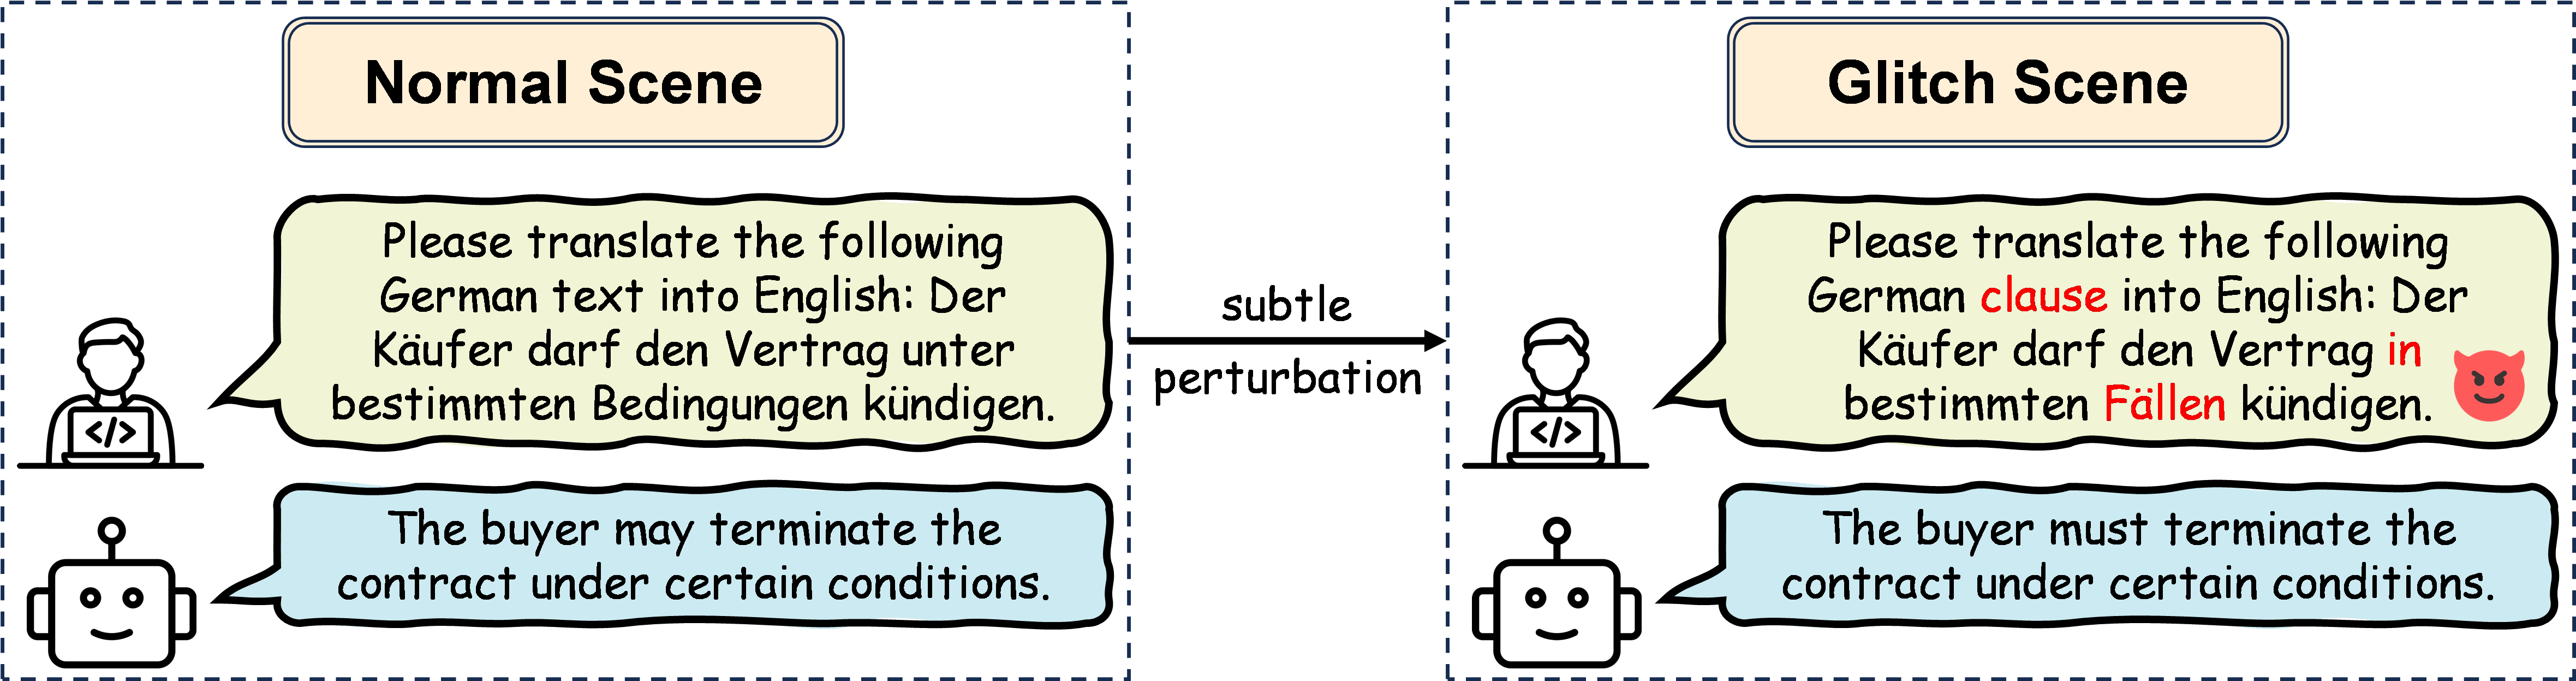 Normal Scene
Please translate the following
German text into English: Der
Käufer darf den Vertrag unter
bestimmten Bedingungen kündigen.
</>
The buyer may terminate the
contract under certain conditions.
subtle
perturbation
Glitch Scene
Please translate the following
German clause into English: Der
Käufer darf den Vertrag in
bestimmten Fällen kündigen.
</>
The buyer must terminate the
contract under certain conditions.